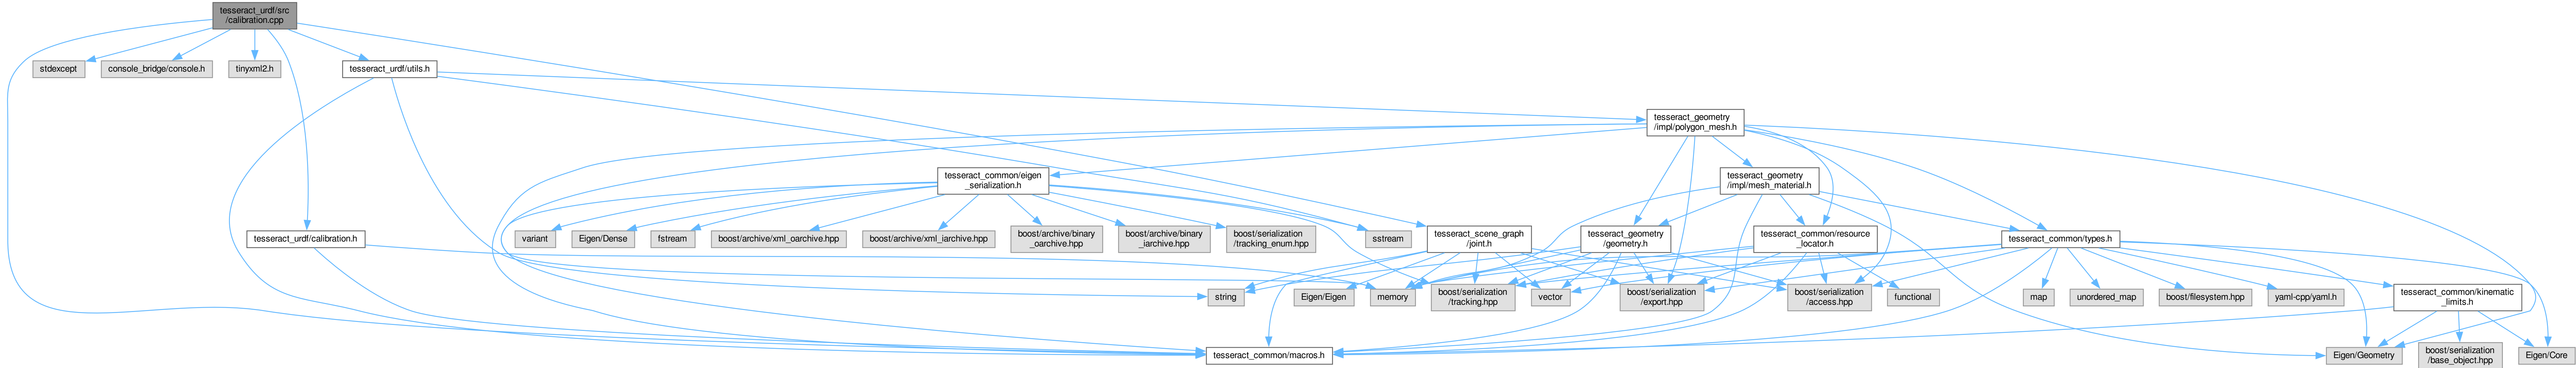 tesseract_urdf/src
/calibration.cpp
stdexcept
console_bridge/console.h
tinyxml2.h
tesseract_urdf/utils.h
tesseract_geometry
/impl/polygon_mesh.h
tesseract_common/eigen
_serialization.h
tesseract_geometry
/impl/mesh_material.h
tesseract_urdf/calibration.h
variant
Eigen/Dense
fstream
boost/archive/xml_oarchive.hpp
boost/archive/xml_iarchive.hpp
boost/archive/binary
_oarchive.hpp
boost/archive/binary
_iarchive.hpp
boost/serialization
/tracking_enum.hpp
sstream
tesseract_scene_graph
/joint.h
tesseract_geometry
/geometry.h
tesseract_common/resource
_locator.h
tesseract_common/types.h
string
Eigen/Eigen
memory
boost/serialization
/tracking.hpp
vector
boost/serialization
/export.hpp
boost/serialization
/access.hpp
functional
map
unordered_map
boost/filesystem.hpp
yaml-cpp/yaml.h
tesseract_common/kinematic
_limits.h
tesseract_common/macros.h
Eigen/Geometry
boost/serialization
/base_object.hpp
Eigen/Core